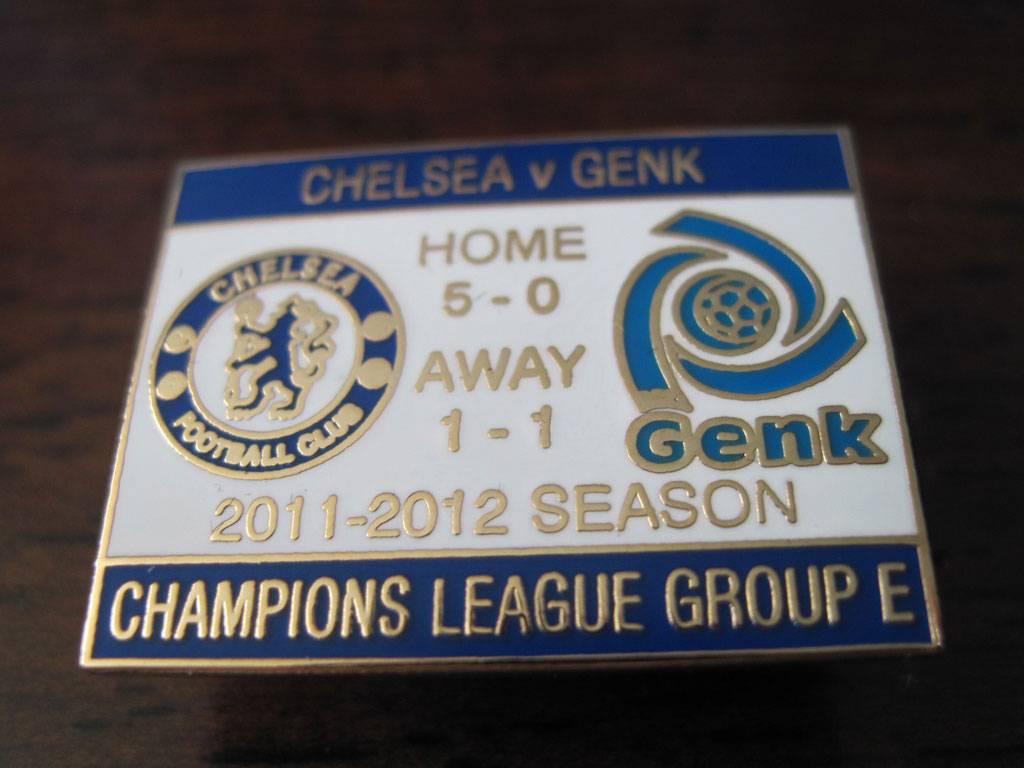 CHELSEA v GENK
HOME
5 - 0
AWAY
1 - 1
CHELSEA
FOOTBALL CLUB
Genk
2011-2012 SEASON
CHAMPIONS LEAGUE GROUP E